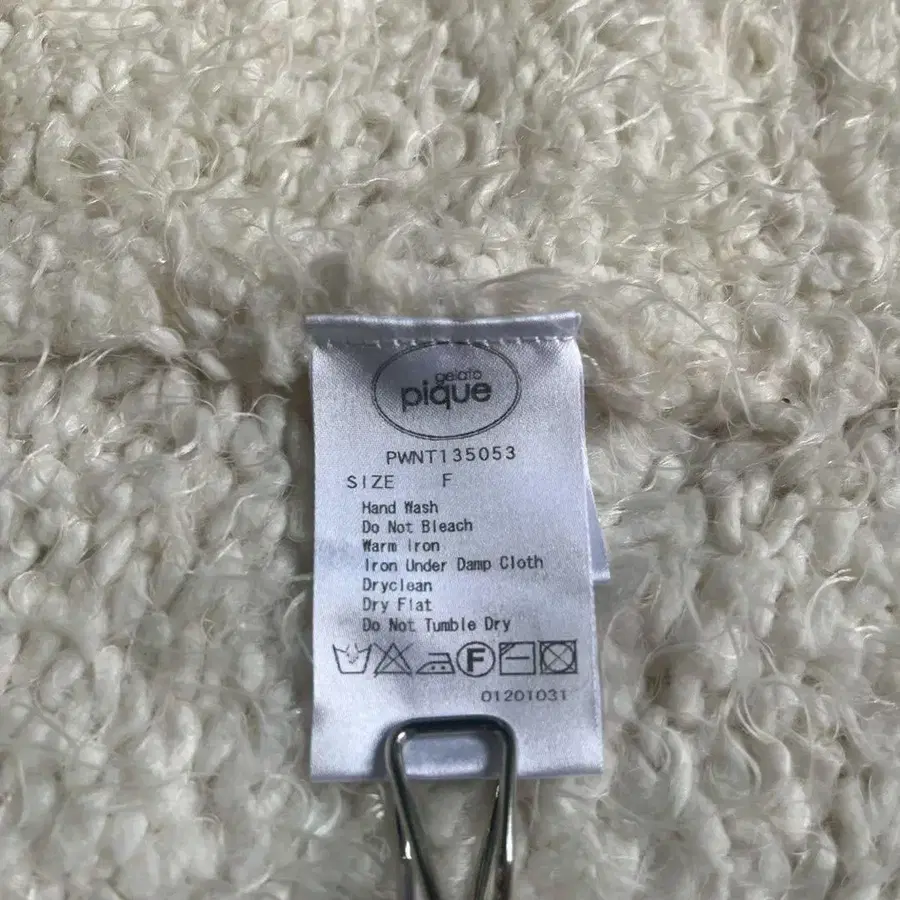 gelato
pique
PWNT135053
SIZE F
Hand Wash
Do Not Bleach
Warm Iron
Iron Under Damp Cloth
Dryclean
Dry Flat
Do Not Tumble Dry
F
01201031